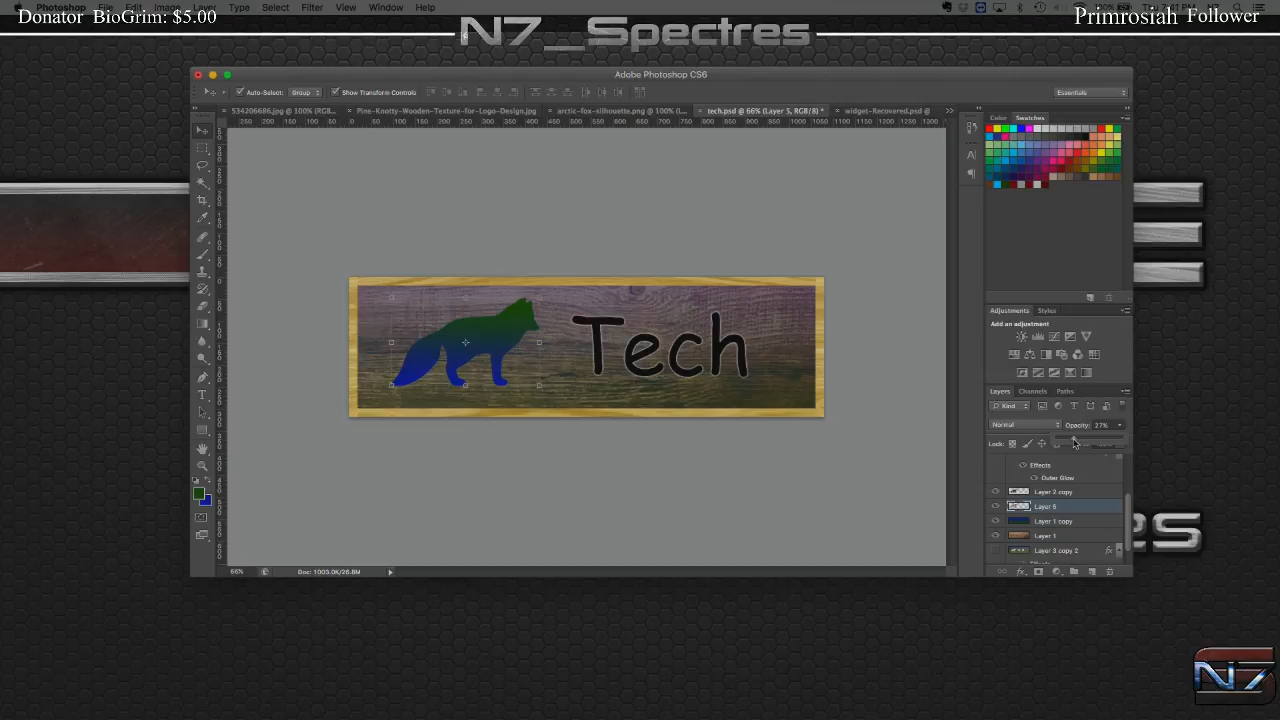 Donator BioGrim: $5.00
Primrosiah Follower
Photoshop File Edit Image Layer Type Select Filter View Window Help
N7_Spectres
Adobe Photoshop CS6
Auto-Select: Group Show Transform Controls Essentials
534206686.jpg @ 100% (RGB... Pine-Knotty-Wooden-Texture-for-Logo-Design.jpg arctic-fox-silhouette.png @ 100% (L... tech.psd @ 66% (Layer 5, RGB/8) * widget-Recovered.psd @
Color Swatches
Tech
Adjustments Styles
Add an adjustment
Layers Channels Paths
Kind
Normal Opacity: 27%
Lock:
Effects
Outer Glow
Layer 2 copy
Layer 5
Layer 1 copy
Layer 1
Layer 3 copy 2 fx
66% Doc: 1003.0K/26.8M
N7